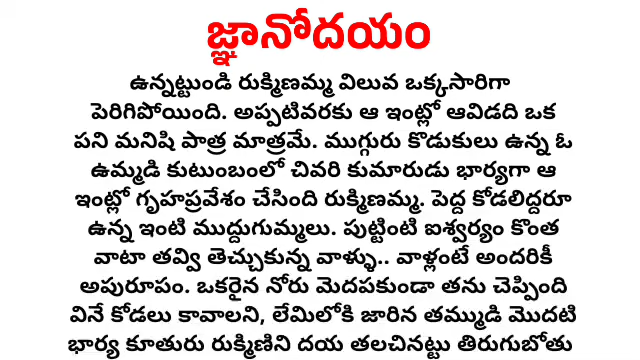 జ్ఞానోదయం
ఉన్నట్టుండి రుక్మిణమ్మ విలువ ఒక్కసారిగా
పెరిగిపోయింది. అప్పటివరకు ఆ ఇంట్లో ఆవిడది ఒక
పని మనిషి పాత్ర మాత్రమే. ముగ్గురు కొడుకులు ఉన్న ఓ
ఉమ్మడి కుటుంబంలో చివరి కుమారుడు భార్యగా ఆ
ఇంట్లో గృహప్రవేశం చేసింది రుక్మిణమ్మ. పెద్ద కోడలిద్దరూ
ఉన్న ఇంటి ముద్దుగుమ్మలు. పుట్టింటి ఐశ్వర్యం కొంత
వాటా తవ్వి తెచ్చుకున్న వాళ్ళు.. వాళ్లంటే అందరికీ
అపురూపం. ఒకరైన నోరు మెదపకుండా తను చెప్పింది
వినే కోడలు కావాలని, లేమిలోకి జారిన తమ్ముడి మొదటి
భార్య కూతురు రుక్మిణిని దయ తలచినట్టు తిరుగుబోతు